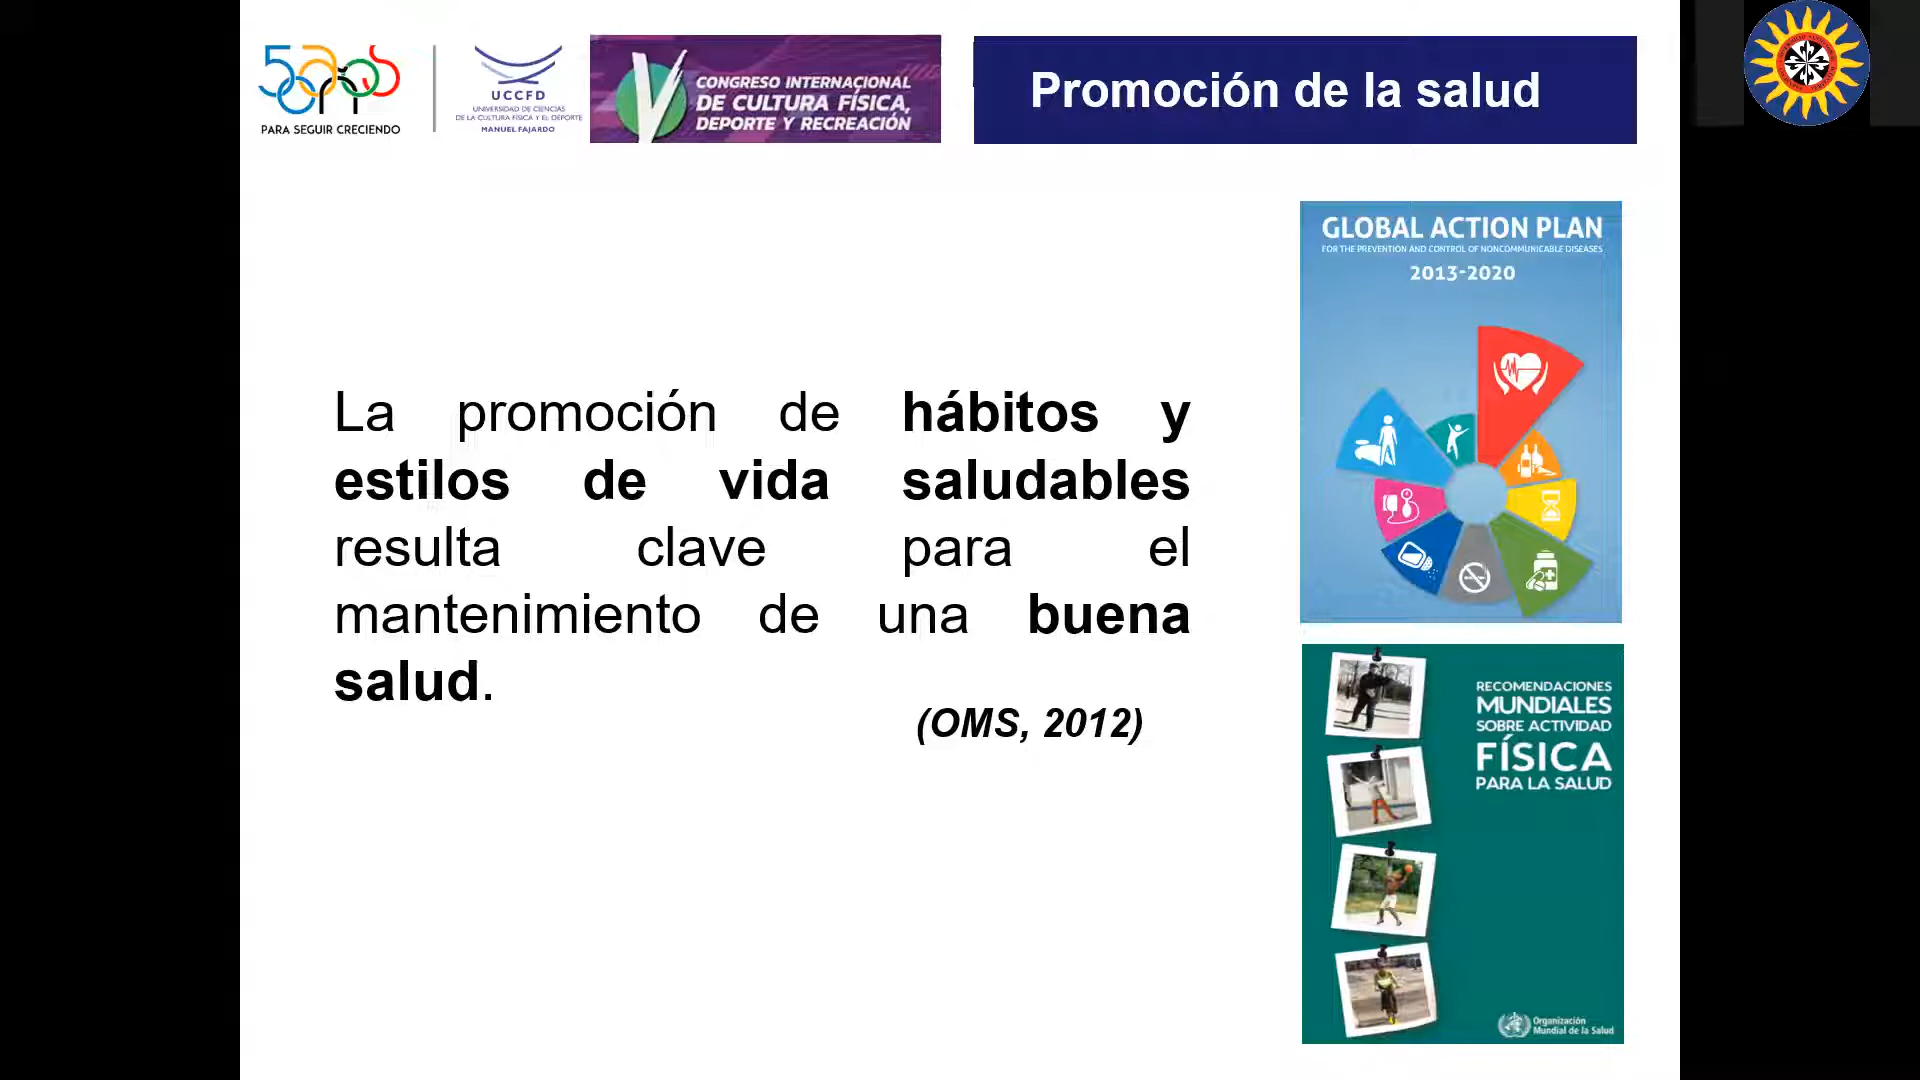 PARA SEGUIR CRECIENDO
UCCFD
UNIVERSIDAD DE CIENCIAS
DE LA CULTURA FÍSICA Y EL DEPORTE
MANUEL FAJARDO
CONGRESO INTERNACIONAL
DE CULTURA FÍSICA,
DEPORTE Y RECREACIÓN
Promoción de la salud
La promoción de hábitos y
estilos de vida saludables
resulta clave para el
mantenimiento de una buena
salud.
(OMS, 2012)
GLOBAL ACTION PLAN
FOR THE PREVENTION AND CONTROL OF NONCOMMUNICABLE DISEASES
2013-2020
RECOMENDACIONES
MUNDIALES
SOBRE ACTIVIDAD
FÍSICA
PARA LA SALUD
Organización
Mundial de la Salud